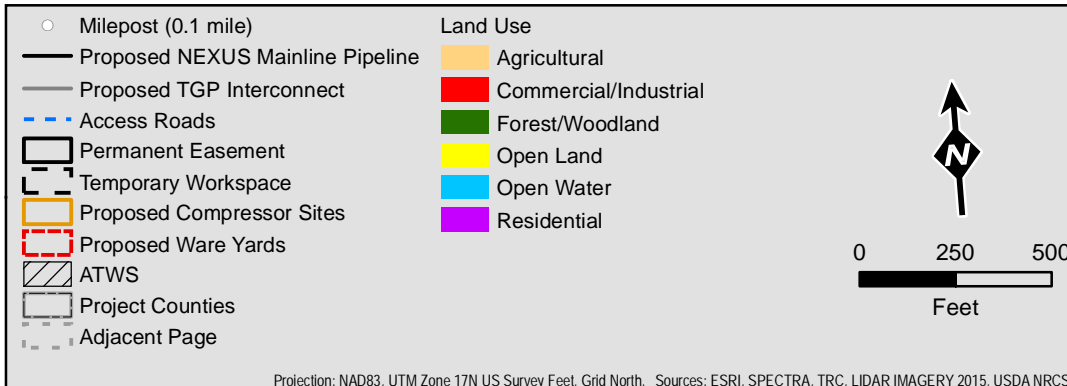 Milepost (0.1 mile)
Proposed NEXUS Mainline Pipeline
Proposed TGP Interconnect
Access Roads
Permanent Easement
Temporary Workspace
Proposed Compressor Sites
Proposed Ware Yards
ATWS
Project Counties
Adjacent Page
Land Use
Agricultural
Commercial/Industrial
Forest/Woodland
Open Land
Open Water
Residential
N
0 250 500
Feet
Projection: NAD83, UTM Zone 17N US Survey Feet, Grid North. Sources: ESRI, SPECTRA, TRC, LIDAR IMAGERY 2015, USDA NRCS